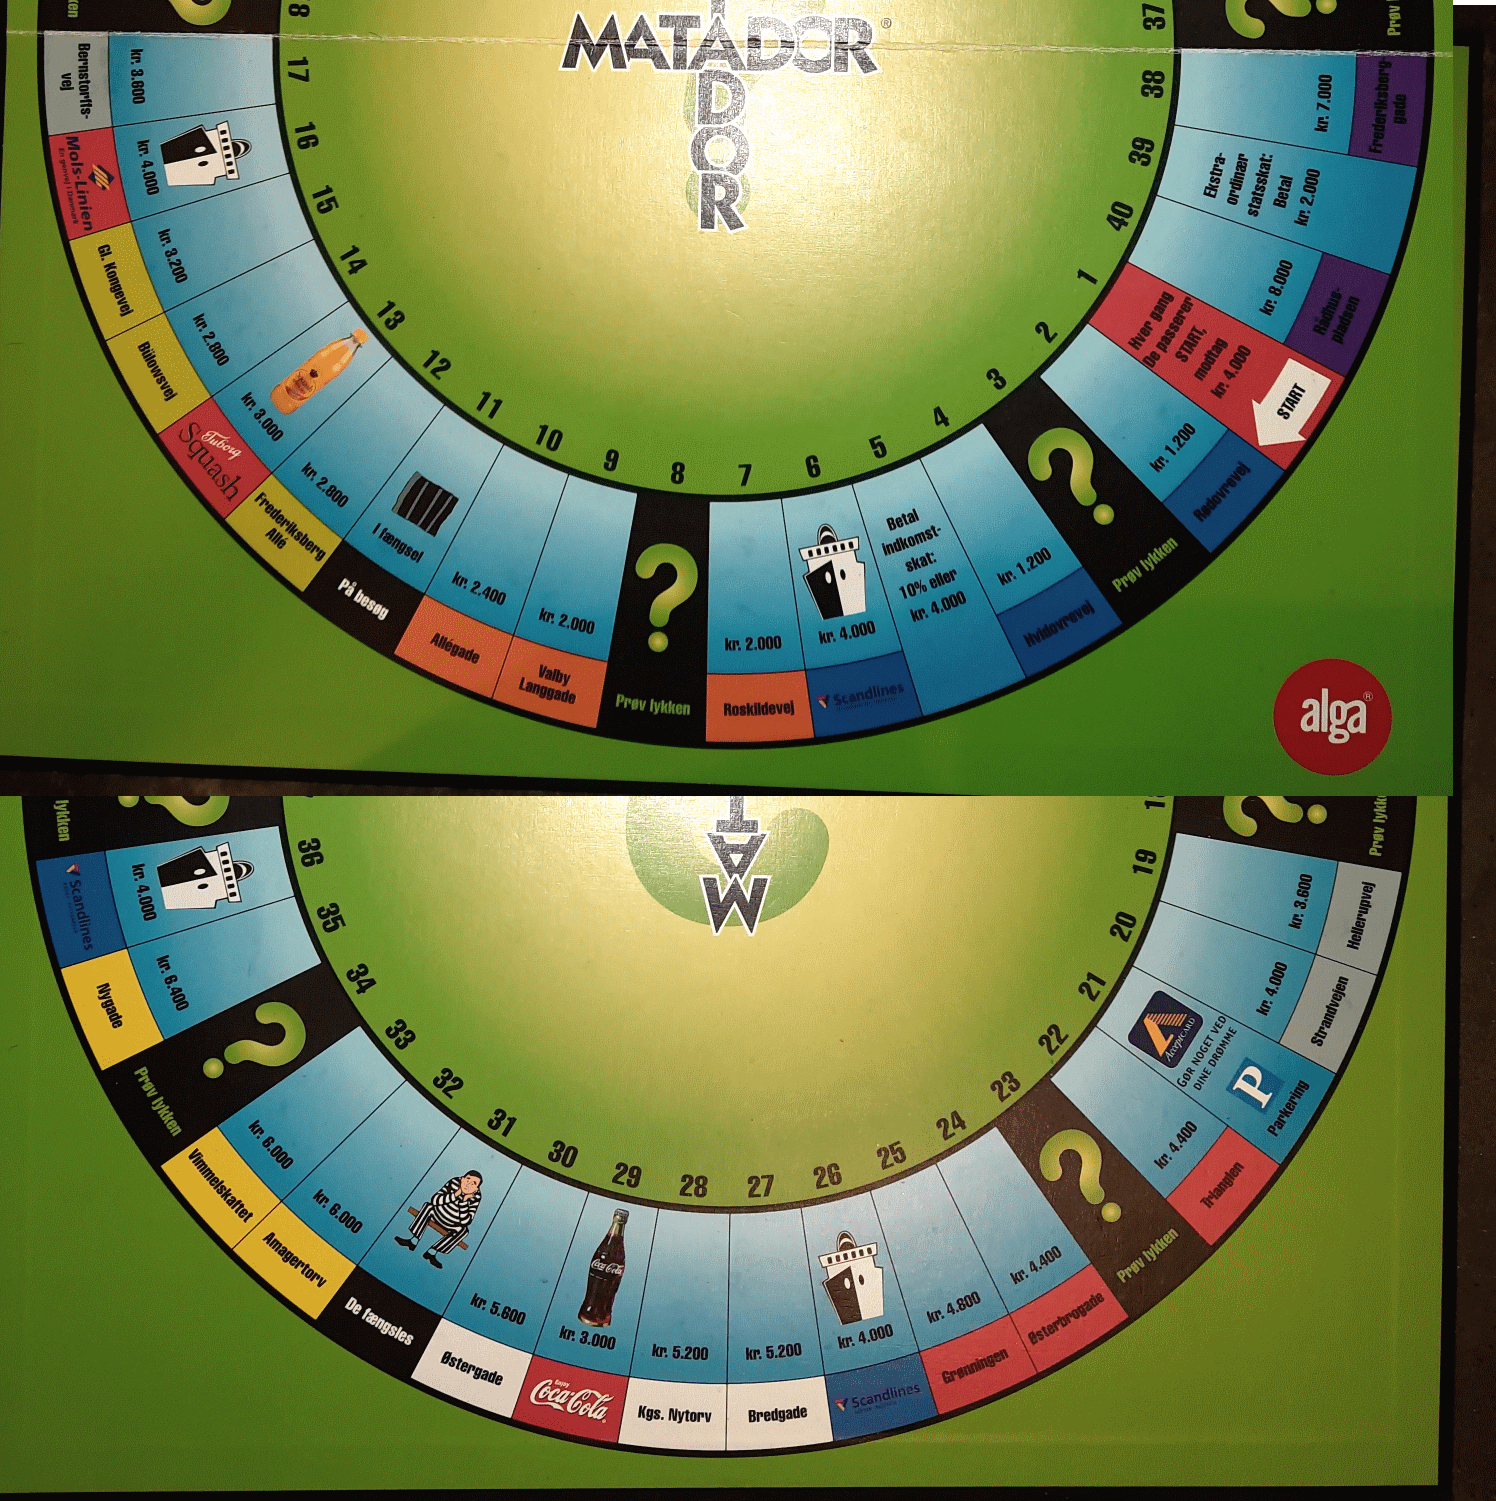 MATADOR
MATADOR
Bernstorffs-
vej
kr. 3.600
17
Mols-Linien
En genvej i Danmark
kr. 4.000
16
Gl. Kongevej
kr. 3.200
15
Bülowsvej
kr. 2.800
14
Tuborg
Squash
kr. 3.000
13
Frederiksberg
Allé
kr. 2.800
12
På besøg
I fængsel
11
Allégade
kr. 2.400
10
Valby
Langgade
kr. 2.000
9
?
Prøv lykken
8
Roskildevej
kr. 2.000
7
Scandlines
kr. 4.000
6
Betal
indkomst-
skat:
10% eller
kr. 4.000
5
Hvidovrevej
kr. 1.200
4
?
Prøv lykken
3
Rødovrevej
kr. 1.200
2
Hver gang
De passerer
START,
modtag
kr. 4.000
START
1
Rådhus-
pladsen
kr. 8.000
40
Ekstra-
ordinær
statsskat:
Betal
kr. 2.000
39
Frederiksberg-
gade
kr. 7.000
38
37
alga®
MAT
lykken
36
Scandlines
kr. 4.000
35
Nygade
kr. 6.400
34
?
Prøv lykken
33
Vimmelskaftet
kr. 6.000
32
Amagertorv
kr. 6.000
31
De fængsles
30
Østergade
kr. 5.600
29
Enjoy
Coca-Cola
kr. 3.000
28
Kgs. Nytorv
kr. 5.200
27
Bredgade
kr. 5.200
26
Scandlines
kr. 4.000
25
Grønningen
kr. 4.800
24
Østerbrogade
kr. 4.400
23
?
Prøv lykken
22
Trianglen
kr. 4.400
21
AcceptCARD
GØR NOGET VED
DINE DRØMME
P
Parkering
20
Strandvejen
kr. 4.000
19
Hellerupvej
kr. 3.600